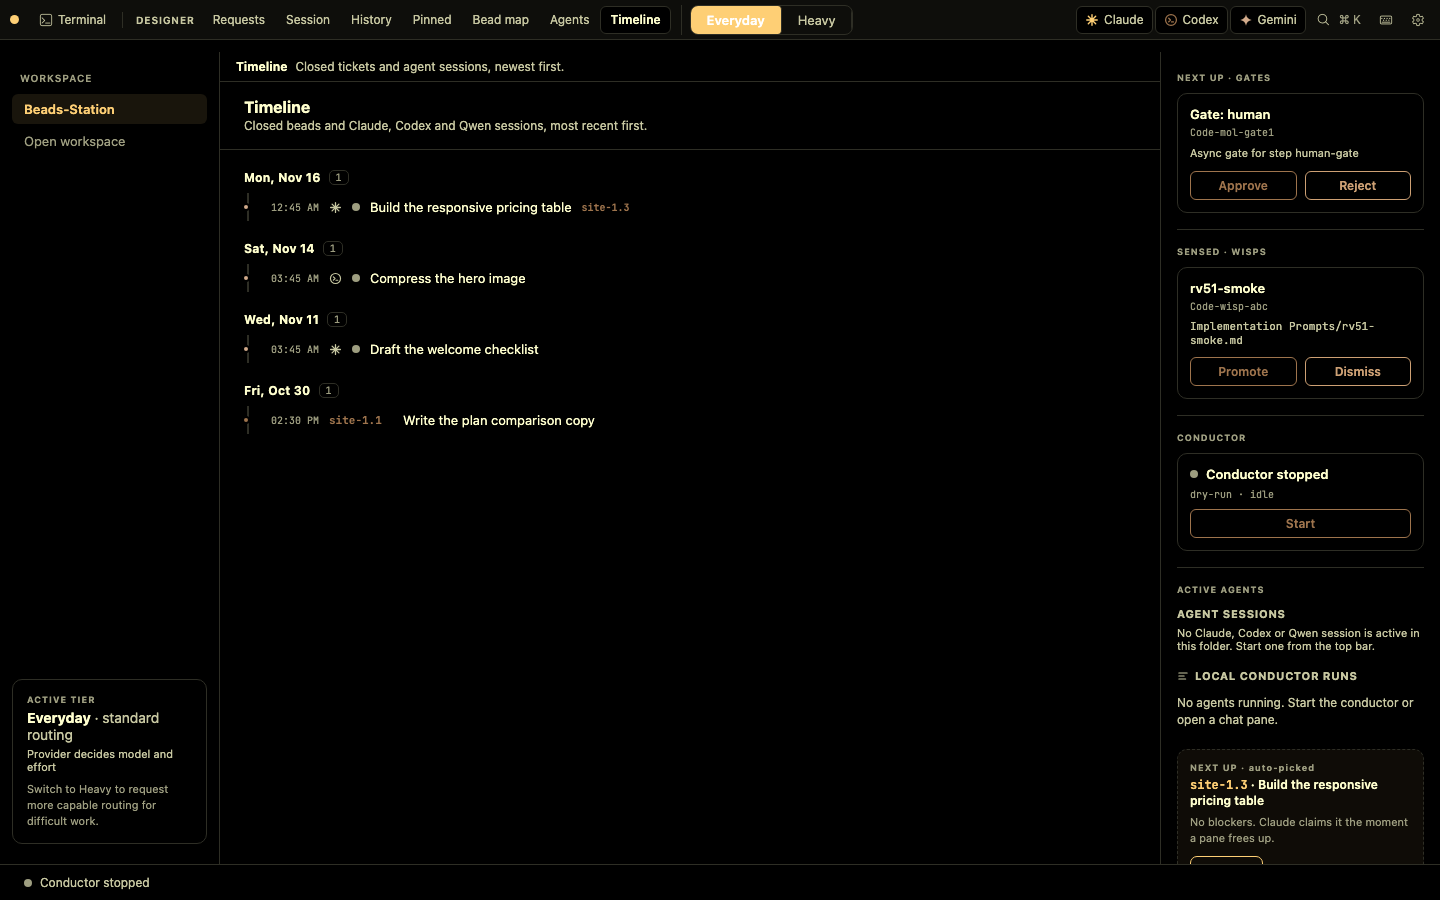 Terminal
DESIGNER
Requests
Session
History
Pinned
Bead map
Agents
Timeline
Everyday
Heavy
Claude
Codex
Gemini
⌘ K
WORKSPACE
Beads-Station
Open workspace
ACTIVE TIER
Everyday · standard
routing
Provider decides model and
effort
Switch to Heavy to request
more capable routing for
difficult work.
Timeline Closed tickets and agent sessions, newest first.
Timeline
Closed beads and Claude, Codex and Qwen sessions, most recent first.
Mon, Nov 16 1
12:45 AM Build the responsive pricing table site-1.3
Sat, Nov 14 1
03:45 AM Compress the hero image
Wed, Nov 11 1
03:45 AM Draft the welcome checklist
Fri, Oct 30 1
02:30 PM site-1.1 Write the plan comparison copy
NEXT UP · GATES
Gate: human
Code-mol-gate1
Async gate for step human-gate
Approve
Reject
SENSED · WISPS
rv51-smoke
Code-wisp-abc
Implementation Prompts/rv51-
smoke.md
Promote
Dismiss
CONDUCTOR
Conductor stopped
dry-run · idle
Start
ACTIVE AGENTS
AGENT SESSIONS
No Claude, Codex or Qwen session is active in
this folder. Start one from the top bar.
LOCAL CONDUCTOR RUNS
No agents running. Start the conductor or
open a chat pane.
NEXT UP · auto-picked
site-1.3 · Build the responsive
pricing table
No blockers. Claude claims it the moment
a pane frees up.
Conductor stopped